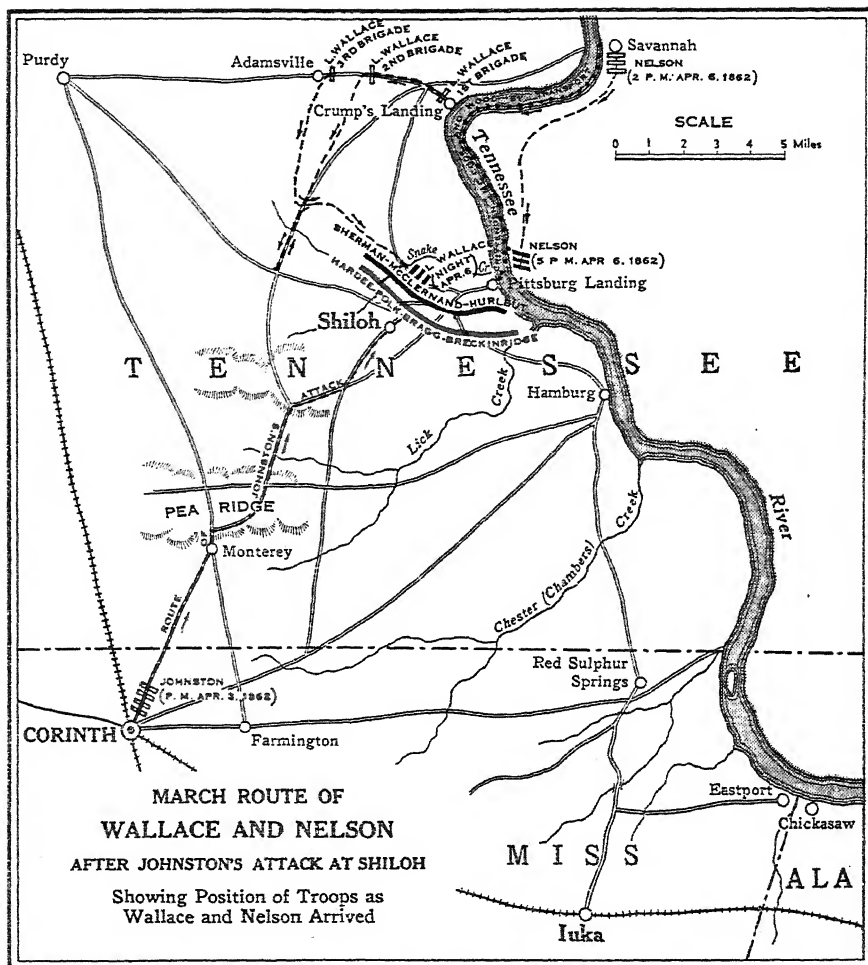 Purdy
Adamsville
L. WALLACE
3RD BRIGADE
L. WALLACE
2ND BRIGADE
L. WALLACE
1ST BRIGADE
Crump's Landing
Savannah
NELSON
(2 P. M. APR. 6, 1862)
SCALE
0 1 2 3 4 5 Miles
Tennessee
Snake
Cr.
L. WALLACE
NIGHT
APR. 6
NELSON
(5 P. M. APR 6, 1862)
Pittsburg Landing
SHERMAN-McCLERNAND-HURLBUT
HARDEE-POLK-BRAGG-BRECKINRIDGE
Shiloh
TENNESSEE
ATTACK
JOHNSTON'S
Hamburg
Lick
Creek
PEA RIDGE
Monterey
River
Chester (Chambers)
Creek
ROUTE
JOHNSTON
(P. M. APR. 3, 1862)
Red Sulphur
Springs
CORINTH
Farmington
MARCH ROUTE OF
WALLACE AND NELSON
AFTER JOHNSTON'S ATTACK AT SHILOH
Showing Position of Troops as
Wallace and Nelson Arrived
Eastport
Chickasaw
MISS
ALA
Iuka